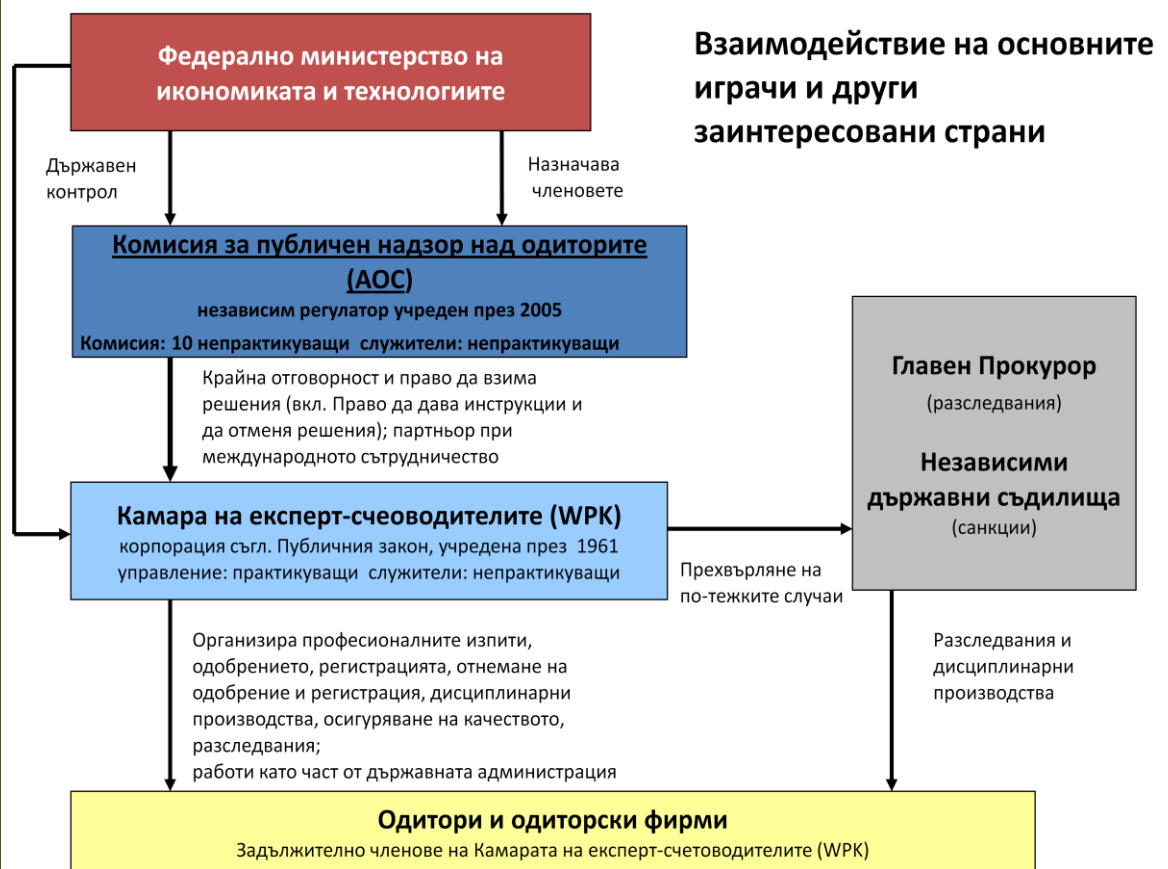 Федерално министерство на
икономиката и технологиите
Взаимодействие на основните
играчи и други
заинтересовани страни
Държавен
контрол
Назначава
членовете
Комисия за публичен надзор над одиторите
(АОС)
независим регулатор учреден през 2005
Комисия: 10 непрактикуващи служители: непрактикуващи
Крайна отговорност и право да взима
решения (вкл. Право да дава инструкции и
да отменя решения); партньор при
международното сътрудничество
Главен Прокурор
(разследвания)
Независими
държавни съдилища
(санкции)
Камара на експерт-счеоводителите (WPK)
корпорация съгл. Публичния закон, учредена през 1961
управление: практикуващи служители: непрактикуващи
Прехвърляне на
по-тежките случаи
Организира професионалните изпити,
одобрението, регистрацията, отнемане на
одобрение и регистрация, дисциплинарни
производства, осигуряване на качеството,
разследвания;
работи като част от държавната администрация
Разследвания и
дисциплинарни
производства
Одитори и одиторски фирми
Задължително членове на Камарата на експерт-счетоводителите (WPK)